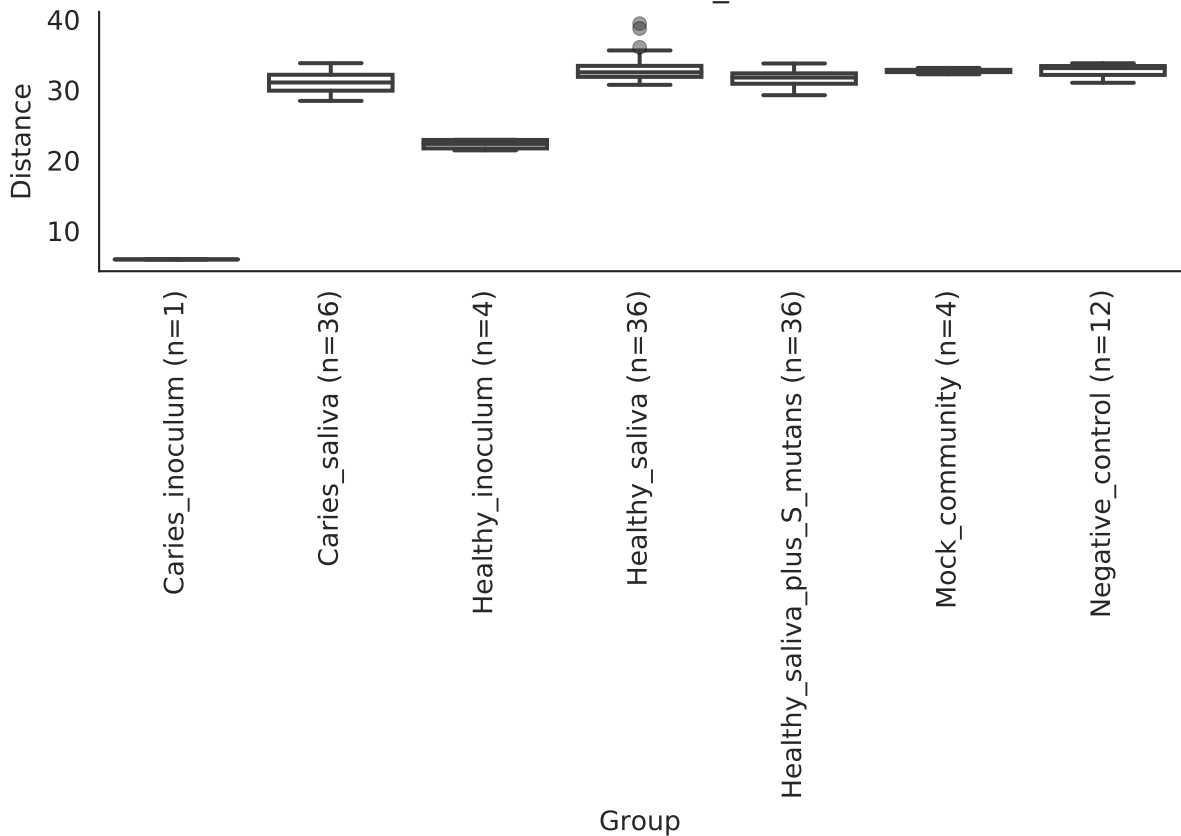 40
30
20
10
Distance
Caries_inoculum (n=1)
Caries_saliva (n=36)
Healthy_inoculum (n=4)
Healthy_saliva (n=36)
Healthy_saliva_plus_S_mutans (n=36)
Mock_community (n=4)
Negative_control (n=12)
Group